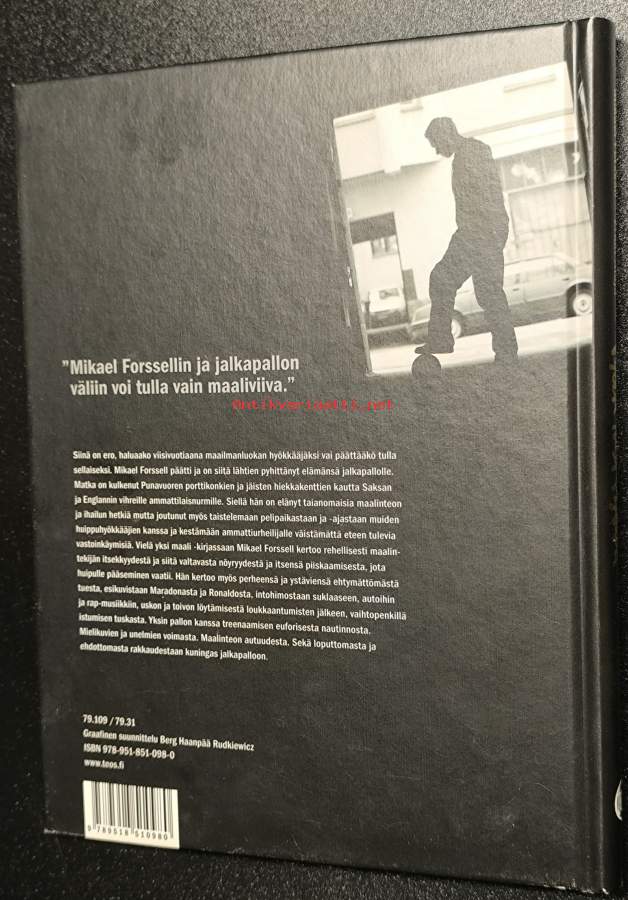 "Mikael Forssellin ja jalkapallon
väliin voi tulla vain maaliviiva."
Antikvariaatti.net
Siinä on ero, haluaako viisivuotiaana maailmanluokan hyökkääjäksi vai päättääkö tulla
sellaiseksi. Mikael Forssell päätti ja on siitä lähtien pyhittänyt elämänsä jalkapallolle.
Matka on kulkenut Punavuoren porttikonkien ja jäisten hiekkakenttien kautta Saksan
ja Englannin vihreille ammattilaisnurmille. Siellä hän on elänyt taianomaisia maalinteon
ja ihailun hetkiä mutta joutunut myös taistelemaan pelipaikastaan ja -ajastaan muiden
huippuhyökkääjien kanssa ja kestämään ammattiurheilijalle väistämättä eteen tulevia
vastoinkäymisiä. Vielä yksi maali -kirjassaan Mikael Forssell kertoo rehellisesti maalin-
tekijän itsekkyydestä ja siitä valtavasta nöyryydestä ja itsensä piiskaamisesta, jota
huipulle pääseminen vaatii. Hän kertoo myös perheensä ja ystäviensä ehtymättömästä
tuesta, esikuvistaan Maradonasta ja Ronaldosta, intohimostaan suklaaseen, autoihin
ja rap-musiikkiin, uskon ja toivon löytämisestä loukkaantumisten jälkeen, vaihtopenkillä
istumisen tuskasta. Yksin pallon kanssa treenaamisen euforisesta nautinnosta.
Mielikuvien ja unelmien voimasta. Maalinteon autuudesta. Sekä loputtomasta ja
ehdottomasta rakkaudestaan kuningas jalkapalloon.
79.109 / 79.31
Graafinen suunnittelu Berg Haanpää Rudkiewicz
ISBN 978-951-851-098-0
www.teos.fi
9 789518 510980